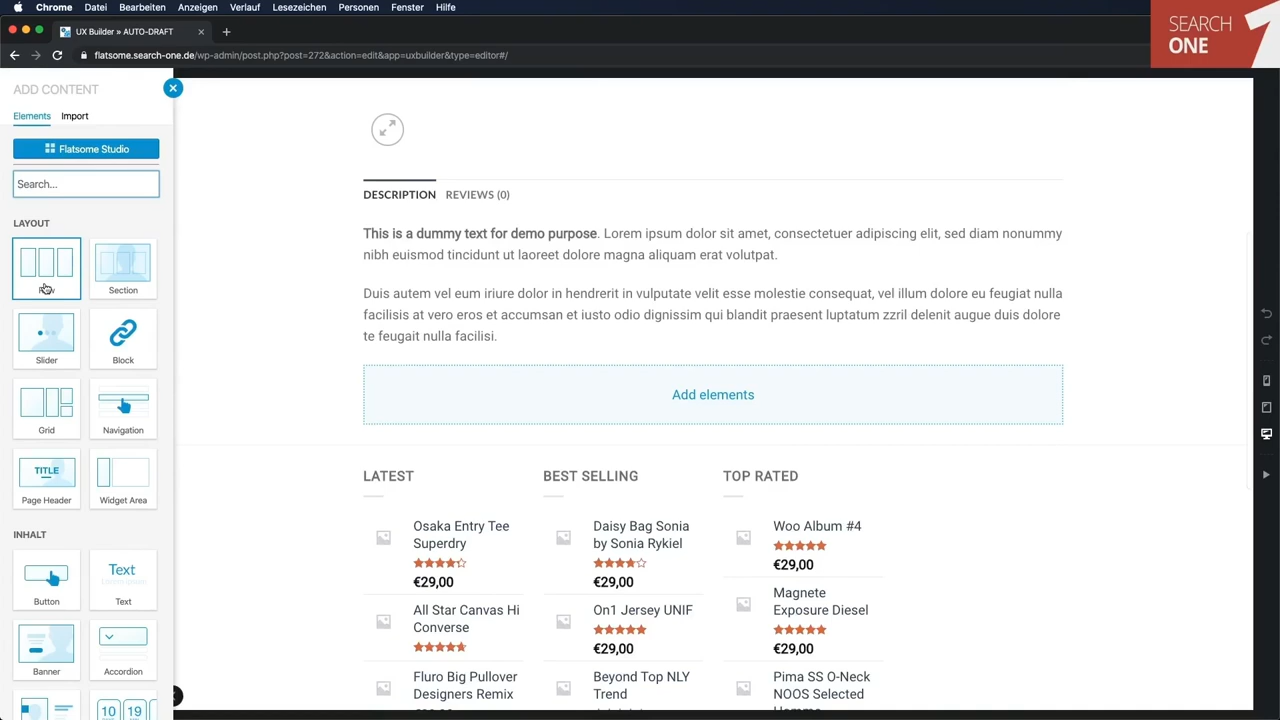 Chrome Datei Bearbeiten Anzeigen Verlauf Lesezeichen Personen Fenster Hilfe
SEARCH
ONE
UX Builder » AUTO-DRAFT
flatsome.search-one.de/wp-admin/post.php?post=272&action=edit&app=uxbuilder&type=editor#/
ADD CONTENT
Elements Import
Flatsome Studio
Search...
LAYOUT
Section
Slider Block
Grid Navigation
Page Header Widget Area
TITLE
INHALT
Text
Button Text
Banner Accordion
10 19
DESCRIPTION REVIEWS (0)
This is a dummy text for demo purpose. Lorem ipsum dolor sit amet, consectetuer adipiscing elit, sed diam nonummy
nibh euismod tincidunt ut laoreet dolore magna aliquam erat volutpat.
Duis autem vel eum iriure dolor in hendrerit in vulputate velit esse molestie consequat, vel illum dolore eu feugiat nulla
facilisis at vero eros et accumsan et iusto odio dignissim qui blandit praesent luptatum zzril delenit augue duis dolore
te feugait nulla facilisi.
Add elements
LATEST
Osaka Entry Tee
Superdry
€29,00
All Star Canvas Hi
Converse
Fluro Big Pullover
Designers Remix
BEST SELLING
Daisy Bag Sonia
by Sonia Rykiel
€29,00
On1 Jersey UNIF
€29,00
Beyond Top NLY
Trend
TOP RATED
Woo Album #4
€29,00
Magnete
Exposure Diesel
€29,00
Pima SS O-Neck
NOOS Selected